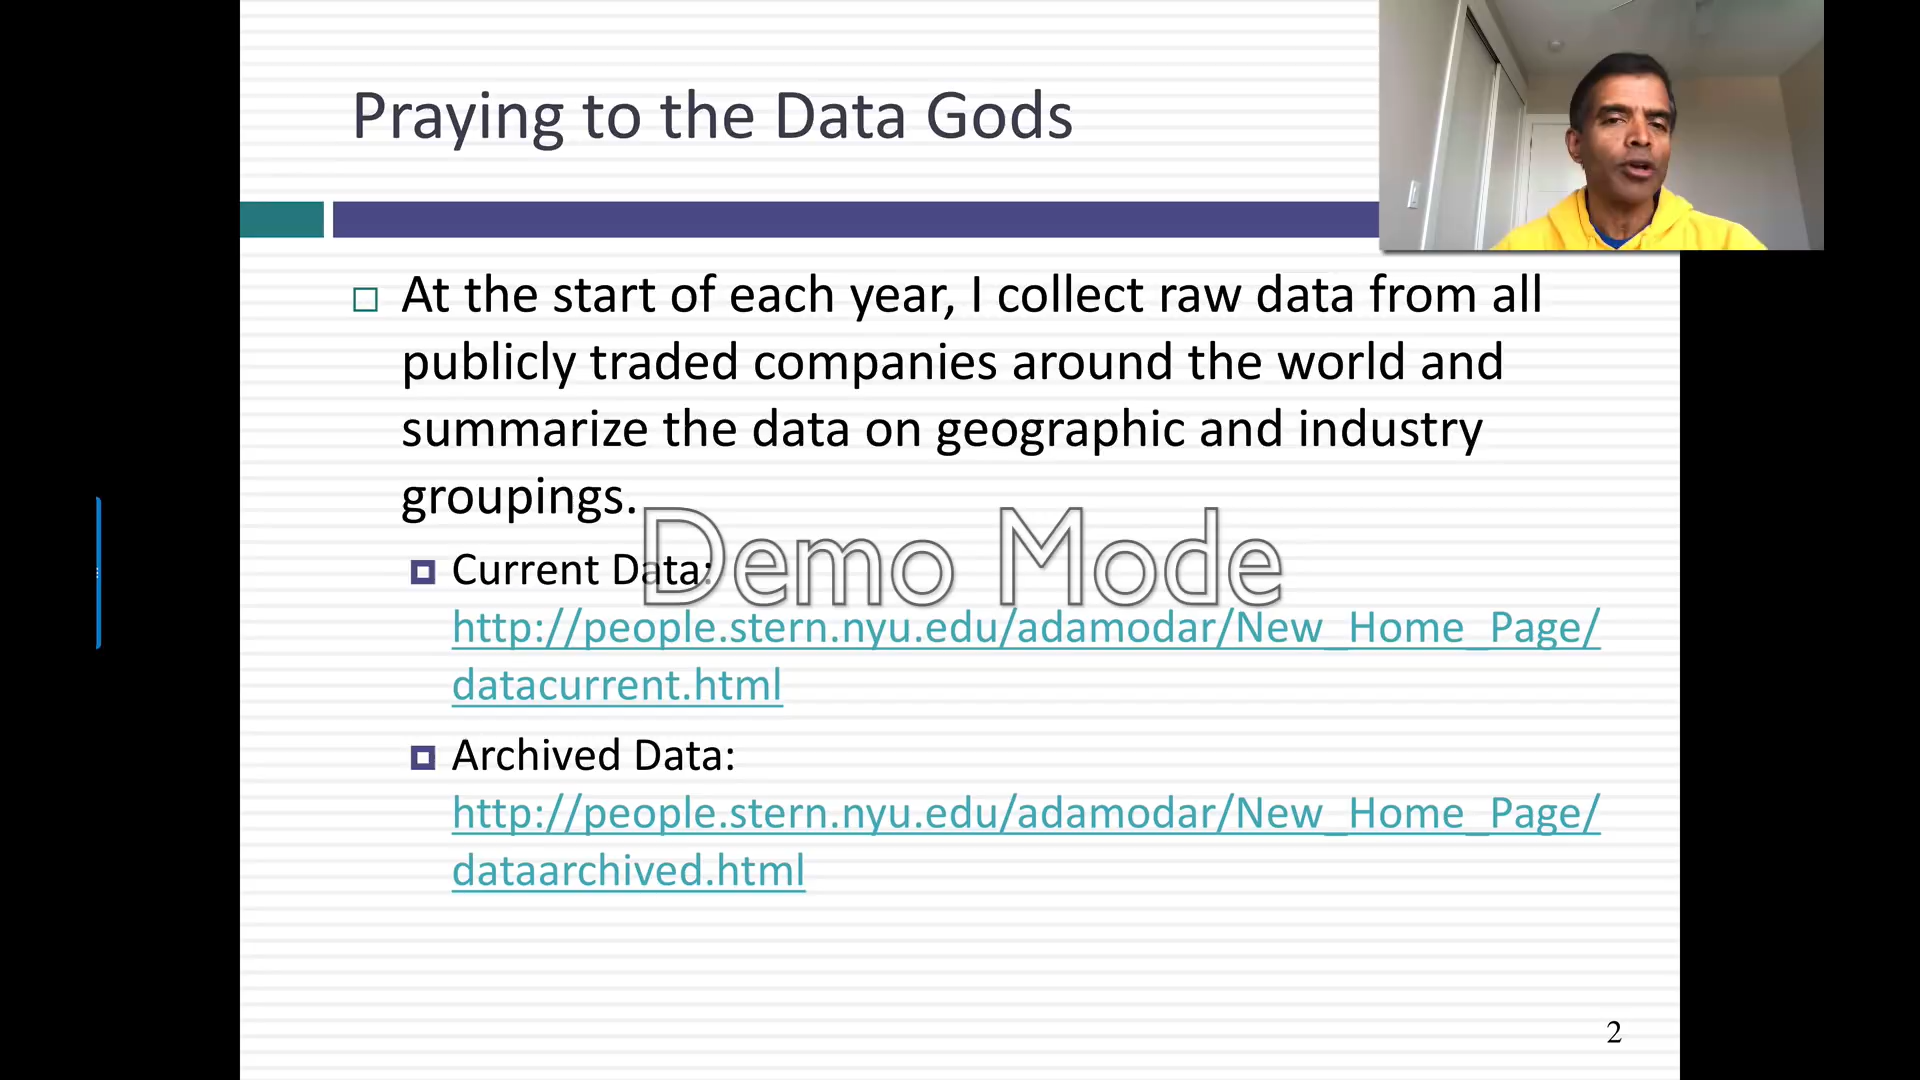 Praying to the Data Gods
At the start of each year, I collect raw data from all
publicly traded companies around the world and
summarize the data on geographic and industry
groupings.
Demo Mode
Current Data:
http://people.stern.nyu.edu/adamodar/New_Home_Page/
datacurrent.html
Archived Data:
http://people.stern.nyu.edu/adamodar/New_Home_Page/
dataarchived.html
2